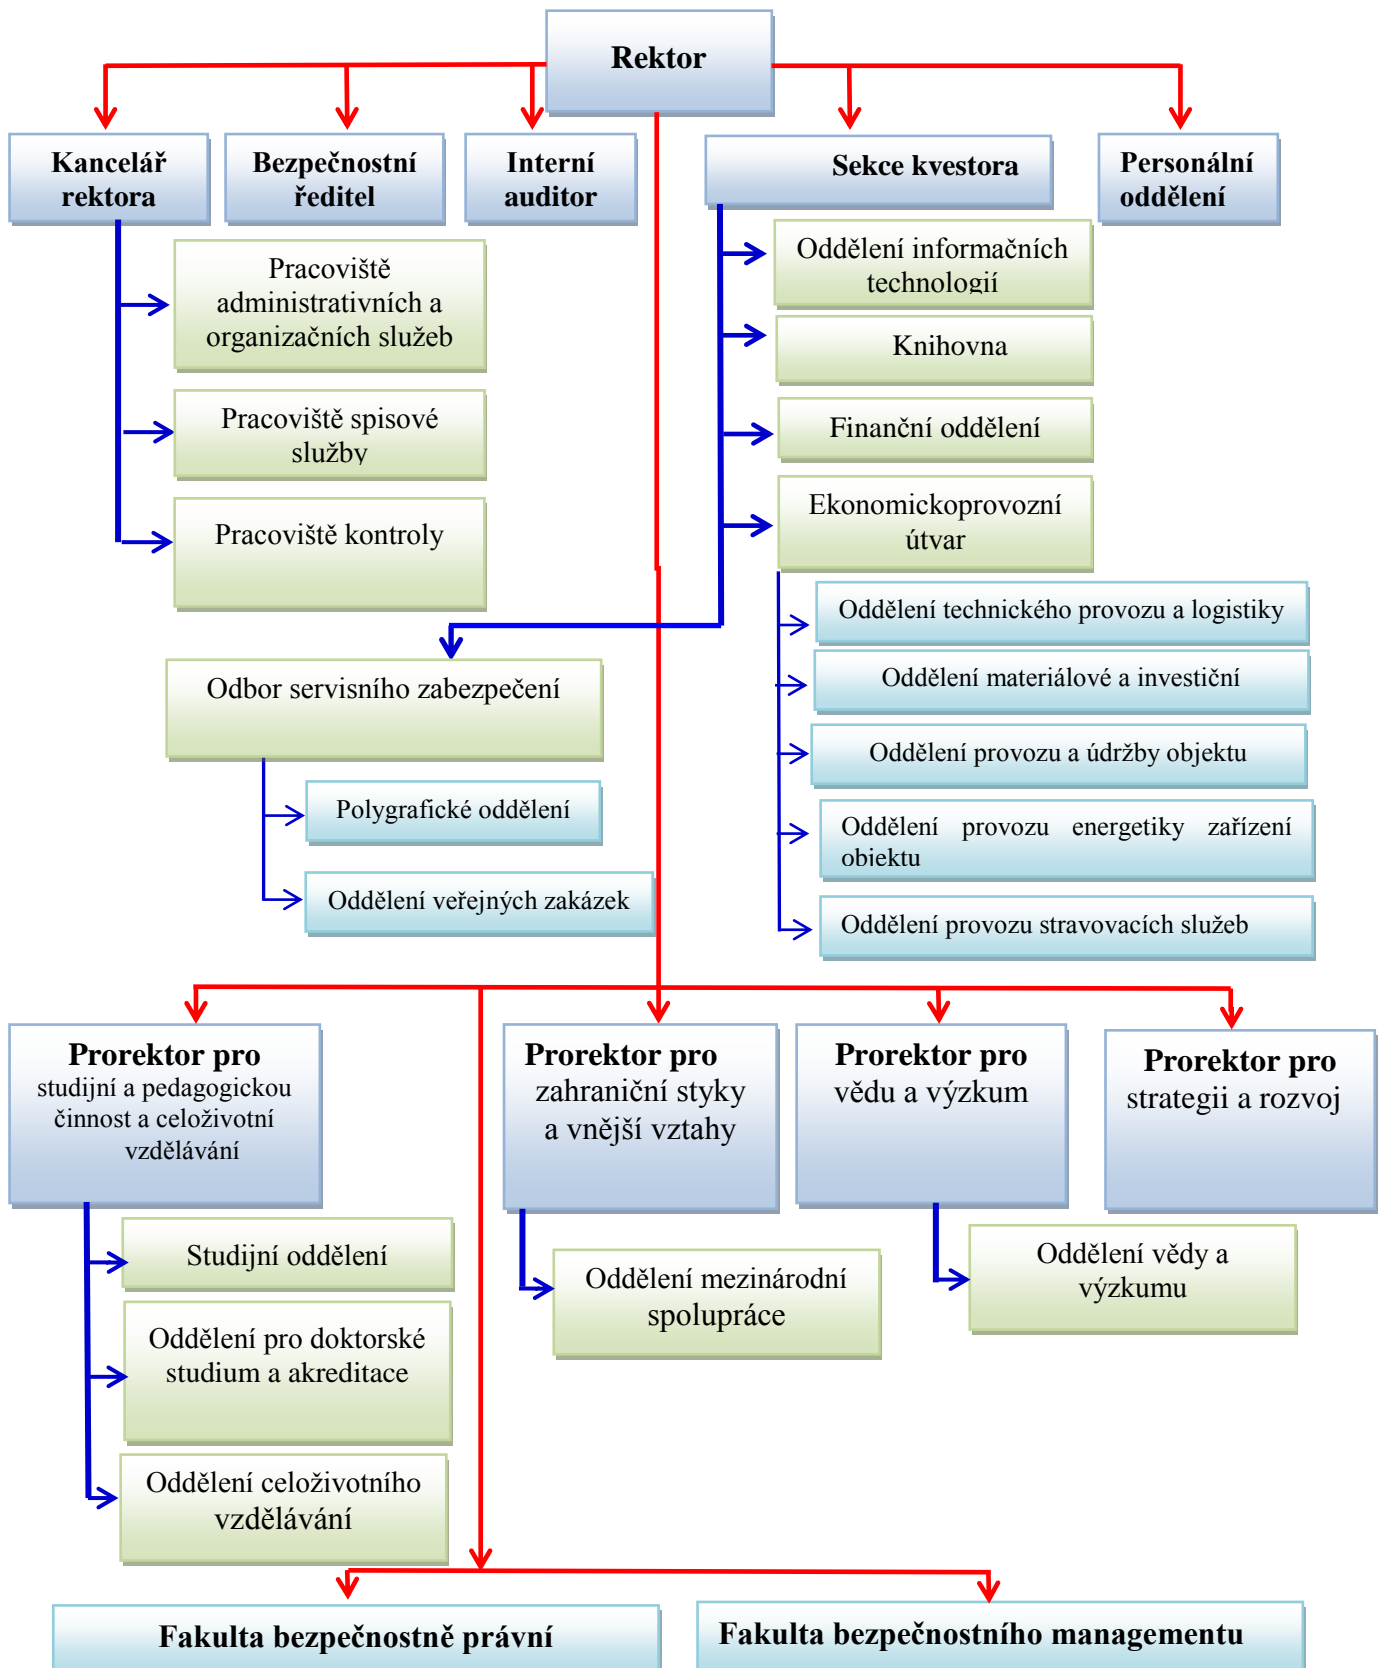 Rektor
Kancelář
rektora
Bezpečnostní
ředitel
Interní
auditor
Sekce kvestora
Personální
oddělení
Pracoviště
administrativních a
organizačních služeb
Pracoviště spisové
služby
Pracoviště kontroly
Oddělení informačních
technologií
Knihovna
Finanční oddělení
Ekonomickoprovozní
útvar
Oddělení technického provozu a logistiky
Oddělení materiálové a investiční
Oddělení provozu a údržby objektu
Oddělení provozu energetiky zařízení
objektu
Oddělení provozu stravovacích služeb
Odbor servisního zabezpečení
Polygrafické oddělení
Oddělení veřejných zakázek
Prorektor pro
studijní a pedagogickou
činnost a celoživotní
vzdělávání
Prorektor pro
zahraniční styky
a vnější vztahy
Prorektor pro
vědu a výzkum
Prorektor pro
strategii a rozvoj
Studijní oddělení
Oddělení pro doktorské
studium a akreditace
Oddělení celoživotního
vzdělávání
Oddělení mezinárodní
spolupráce
Oddělení vědy a
výzkumu
Fakulta bezpečnostně právní
Fakulta bezpečnostního managementu